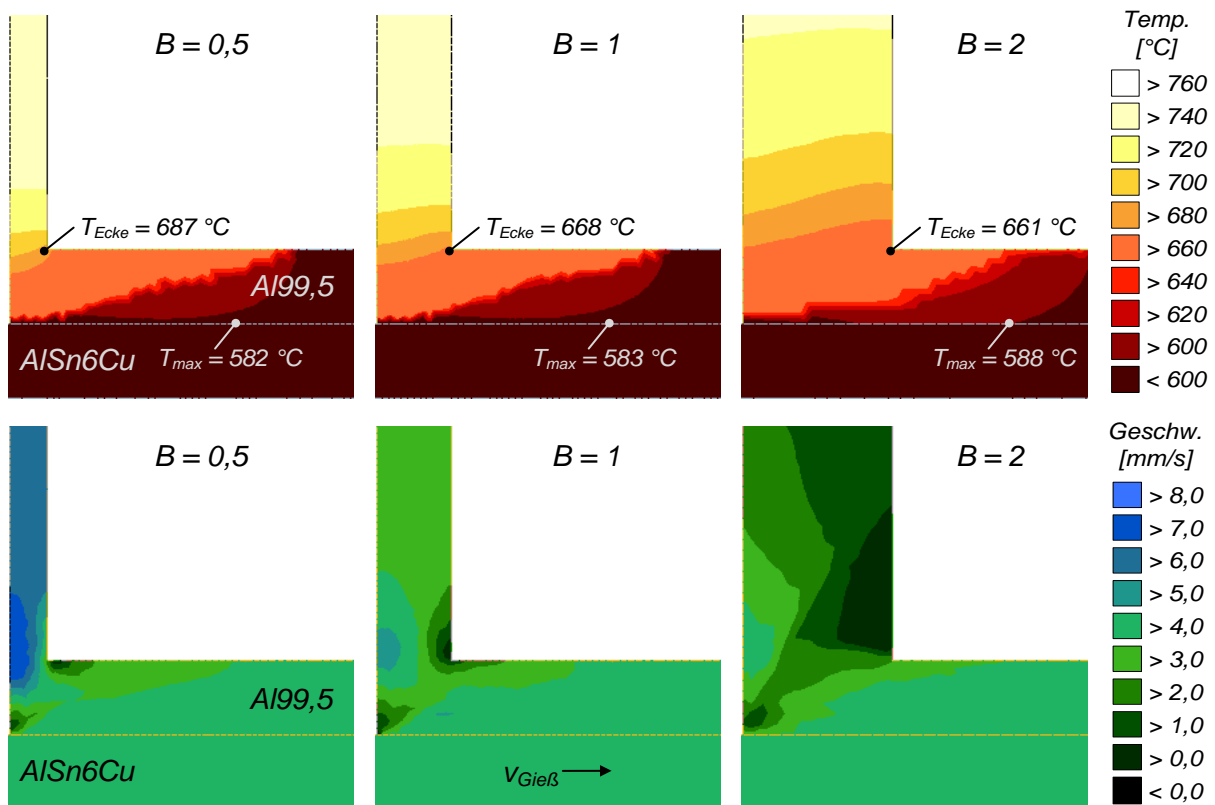 B = 0,5
B = 1
B = 2
Temp.
[°C]
> 760
> 740
> 720
> 700
> 680
> 660
> 640
> 620
> 600
< 600
T_Ecke = 687 °C
T_Ecke = 668 °C
T_Ecke = 661 °C
Al99,5
AlSn6Cu
T_max = 582 °C
T_max = 583 °C
T_max = 588 °C
B = 0,5
B = 1
B = 2
Geschw.
[mm/s]
> 8,0
> 7,0
> 6,0
> 5,0
> 4,0
> 3,0
> 2,0
> 1,0
> 0,0
< 0,0
Al99,5
AlSn6Cu
v_Gieß